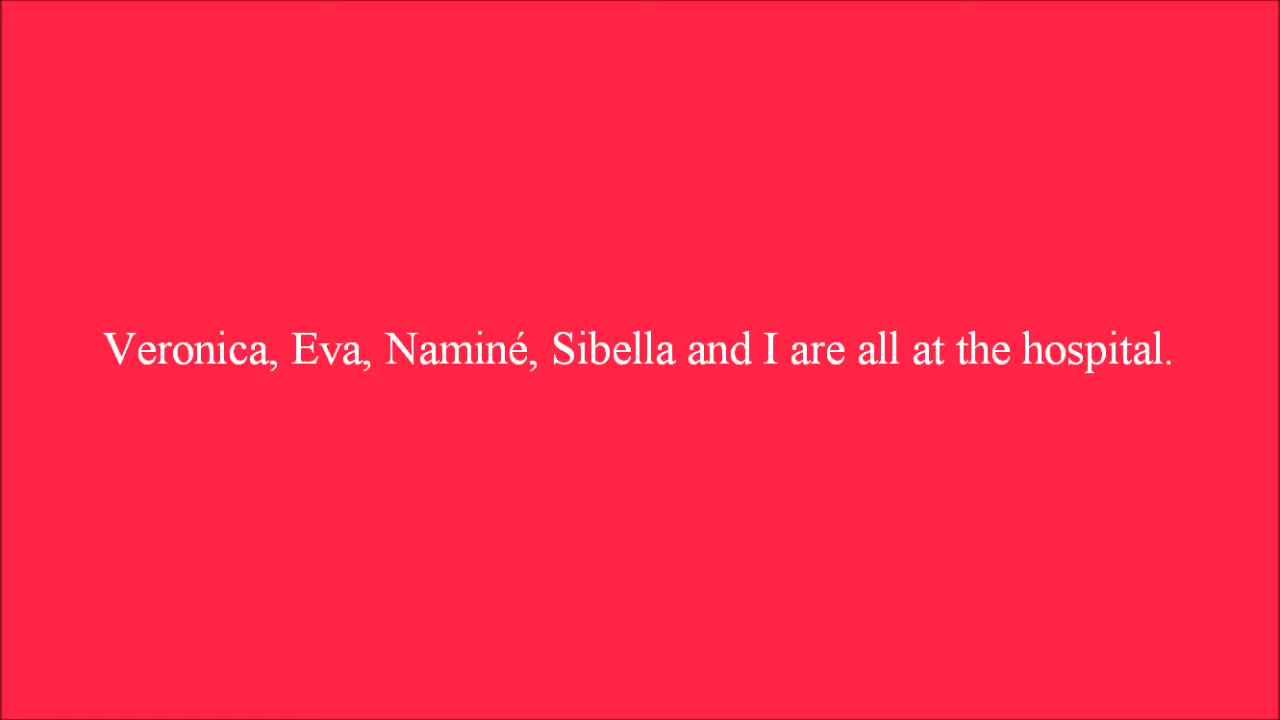 Veronica, Eva, Naminé, Sibella and I are all at the hospital.